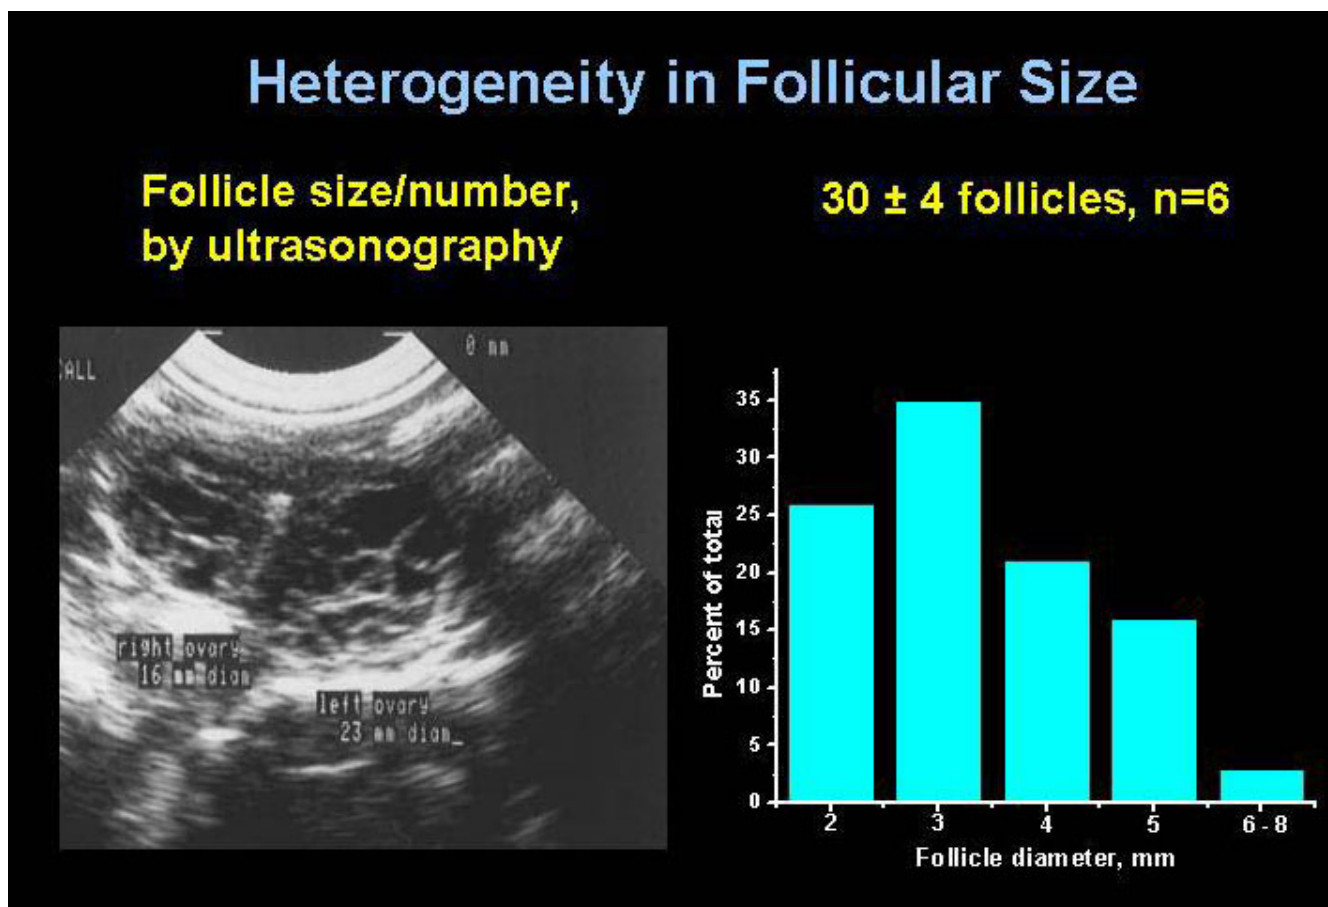 Heterogeneity in Follicular Size
Follicle size/number,
by ultrasonography
30 ± 4 follicles, n=6
0 mm
CALL
right ovary
16 mm diam
left ovary
23 mm diam_
Percent of total
35
30
25
20
15
10
5
0
2
3
4
5
6 - 8
Follicle diameter, mm